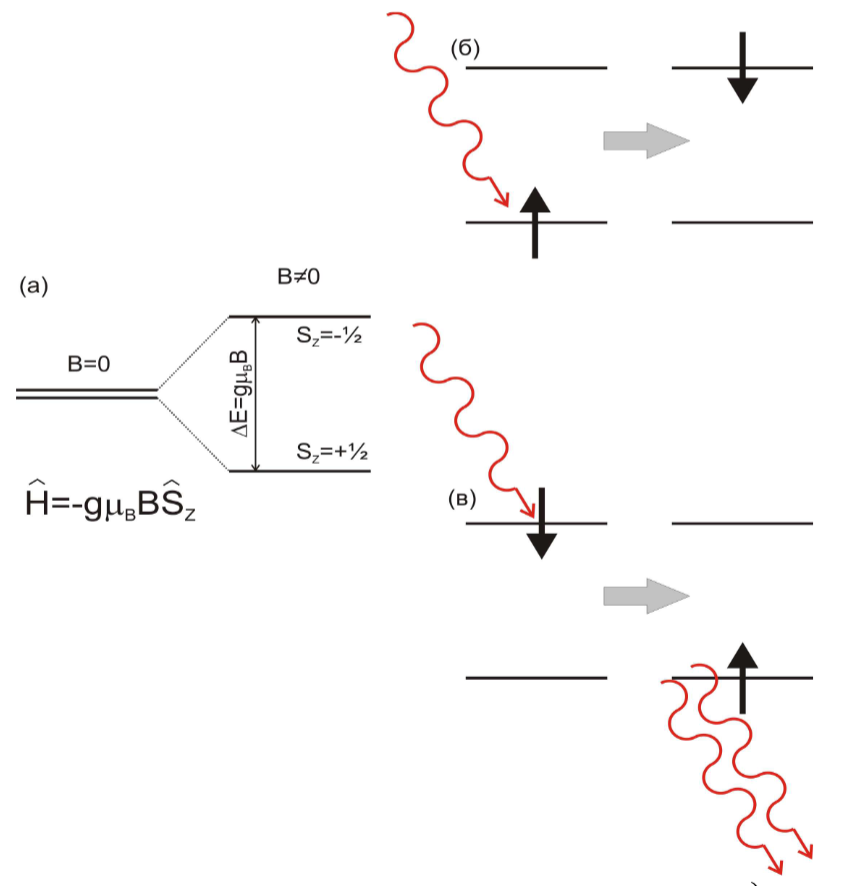 (б)
(а)
B≠0
S_z=-½
B=0
ΔE=gμ_BB
S_z=+½
Ĥ=-gμ_BBŜ_z
(в)